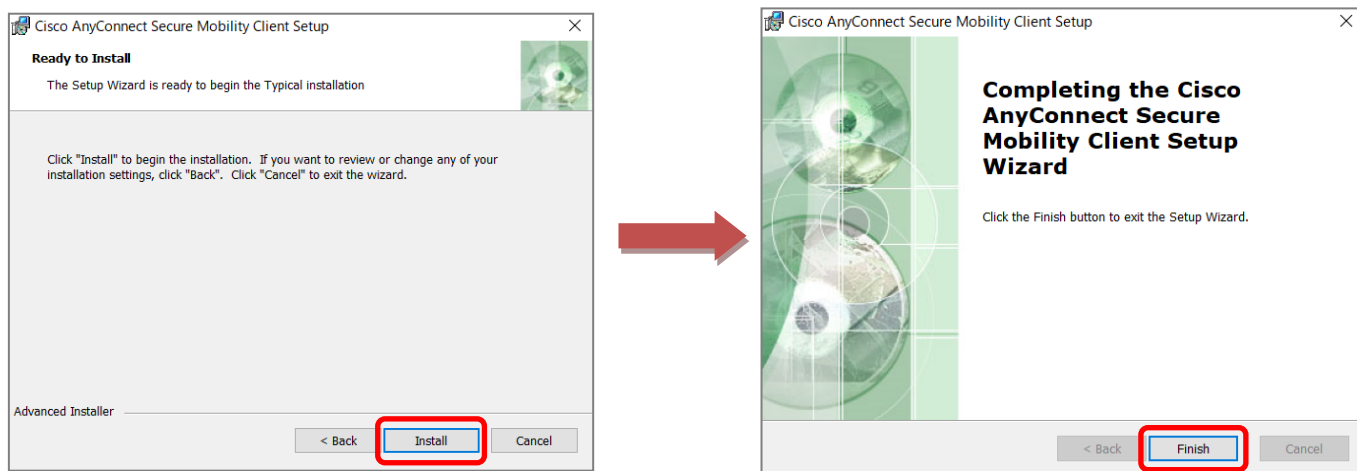 Cisco AnyConnect Secure Mobility Client Setup
Ready to Install
The Setup Wizard is ready to begin the Typical installation
Click "Install" to begin the installation.  If you want to review or change any of your
installation settings, click "Back".  Click "Cancel" to exit the wizard.
Advanced Installer
< Back
Install
Cancel
Cisco AnyConnect Secure Mobility Client Setup
Completing the Cisco
AnyConnect Secure
Mobility Client Setup
Wizard
Click the Finish button to exit the Setup Wizard.
< Back
Finish
Cancel